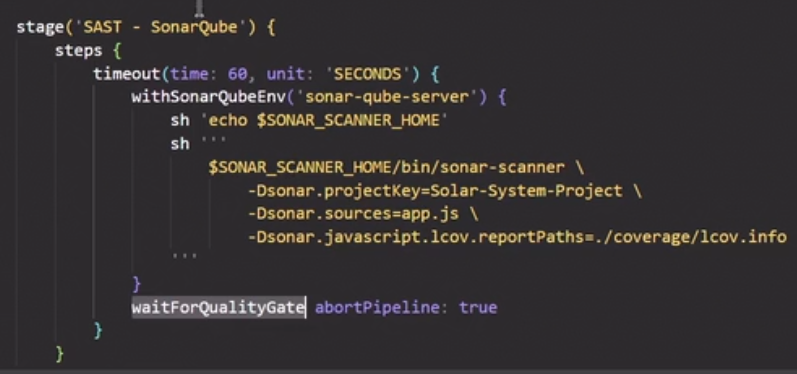 stage('SAST - SonarQube') {
steps {
timeout(time: 60, unit: 'SECONDS') {
withSonarQubeEnv('sonar-qube-server') {
sh 'echo $SONAR_SCANNER_HOME'
sh '''
$SONAR_SCANNER_HOME/bin/sonar-scanner \
-Dsonar.projectKey=Solar-System-Project \
-Dsonar.sources=app.js \
-Dsonar.javascript.lcov.reportPaths=./coverage/lcov.info
'''
}
waitForQualityGate abortPipeline: true
}
}